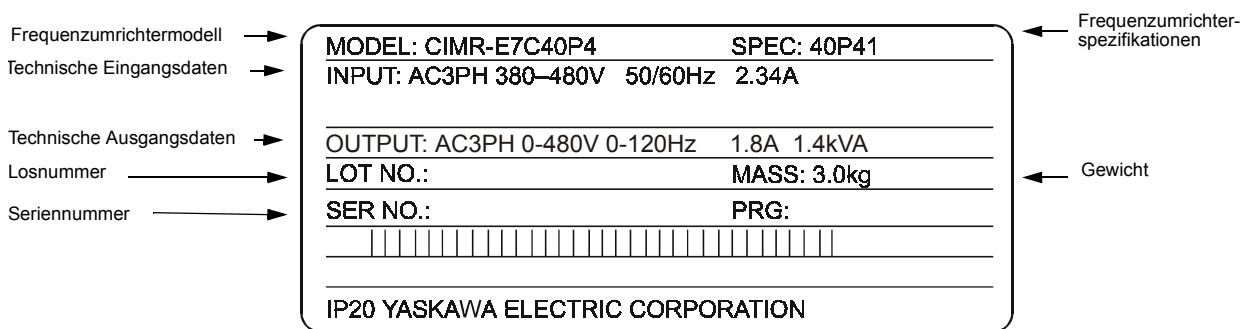 Frequenzumrichtermodell
Frequenzumrichter-
spezifikationen
MODEL: CIMR-E7C40P4 SPEC: 40P41
Technische Eingangsdaten
INPUT: AC3PH 380–480V 50/60Hz 2.34A
Technische Ausgangsdaten
OUTPUT: AC3PH 0-480V 0-120Hz 1.8A 1.4kVA
Losnummer
LOT NO.: MASS: 3.0kg
Gewicht
Seriennummer
SER NO.: PRG:
IP20 YASKAWA ELECTRIC CORPORATION